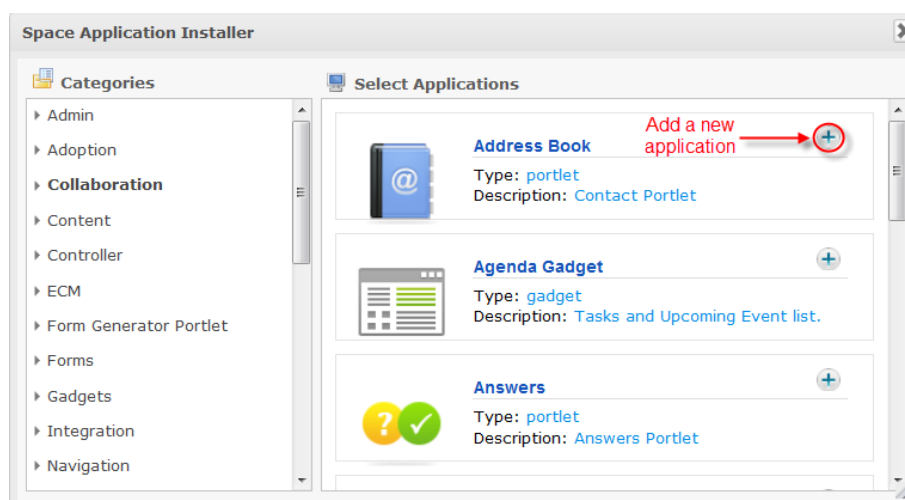 Space Application Installer
Categories
Admin
Adoption
Collaboration
Content
Controller
ECM
Form Generator Portlet
Forms
Gadgets
Integration
Navigation
Select Applications
Address Book
Add a new
application
Type: portlet
Description: Contact Portlet
Agenda Gadget
Type: gadget
Description: Tasks and Upcoming Event list.
Answers
Type: portlet
Description: Answers Portlet